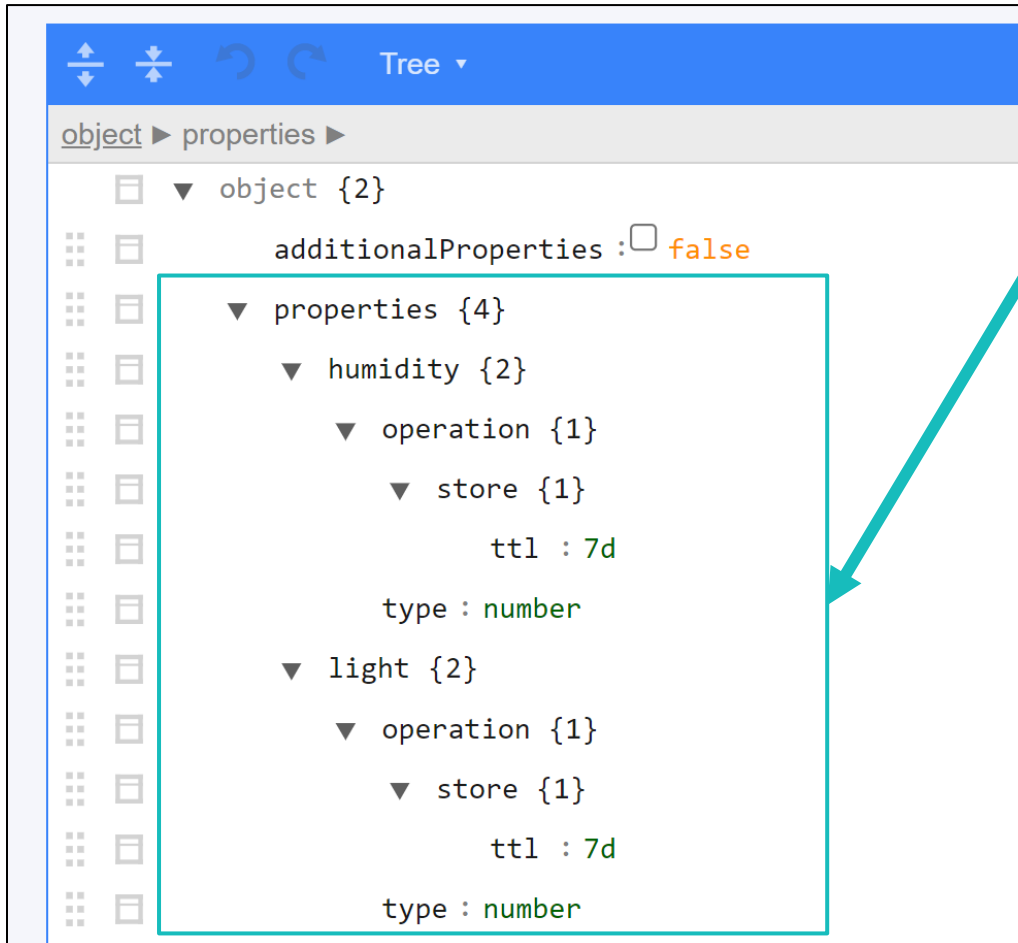 Tree
object ► properties ►
object {2}
additionalProperties : false
properties {4}
humidity {2}
operation {1}
store {1}
ttl : 7d
type : number
light {2}
operation {1}
store {1}
ttl : 7d
type : number